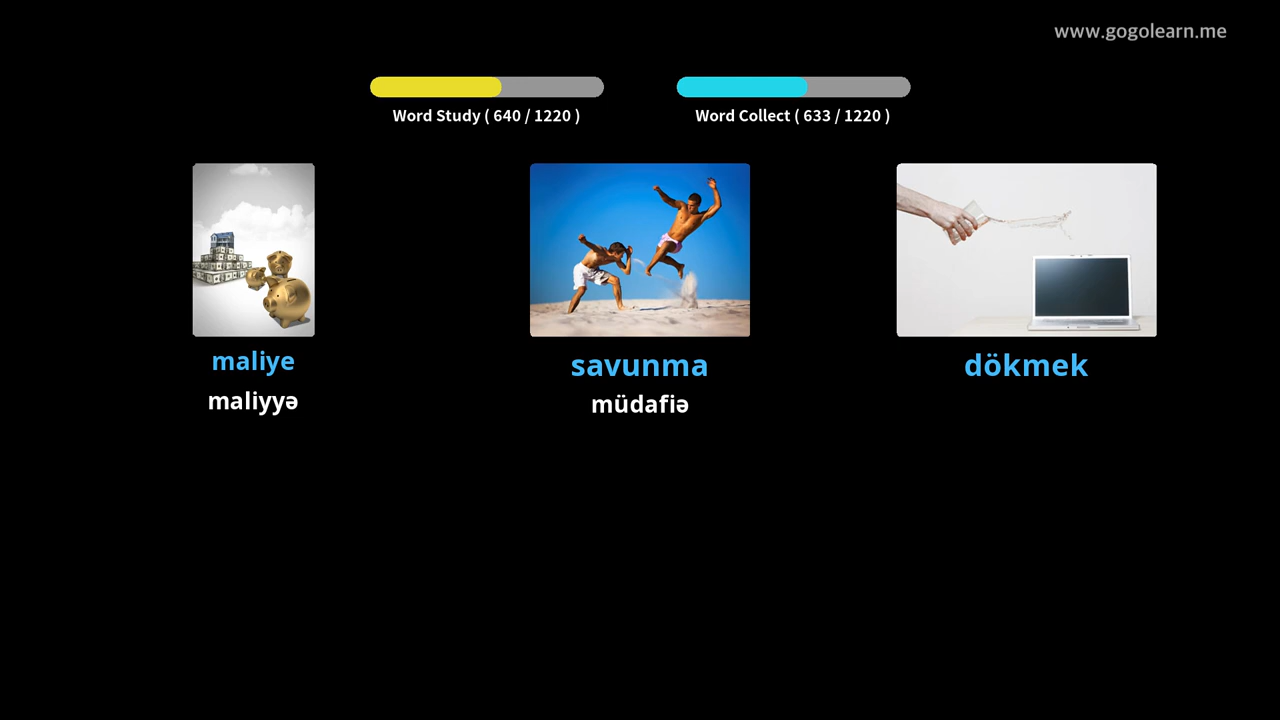 www.gogolearn.me
Word Study ( 640 / 1220 )
Word Collect ( 633 / 1220 )
maliye
maliyyə
savunma
müdafiə
dökmek